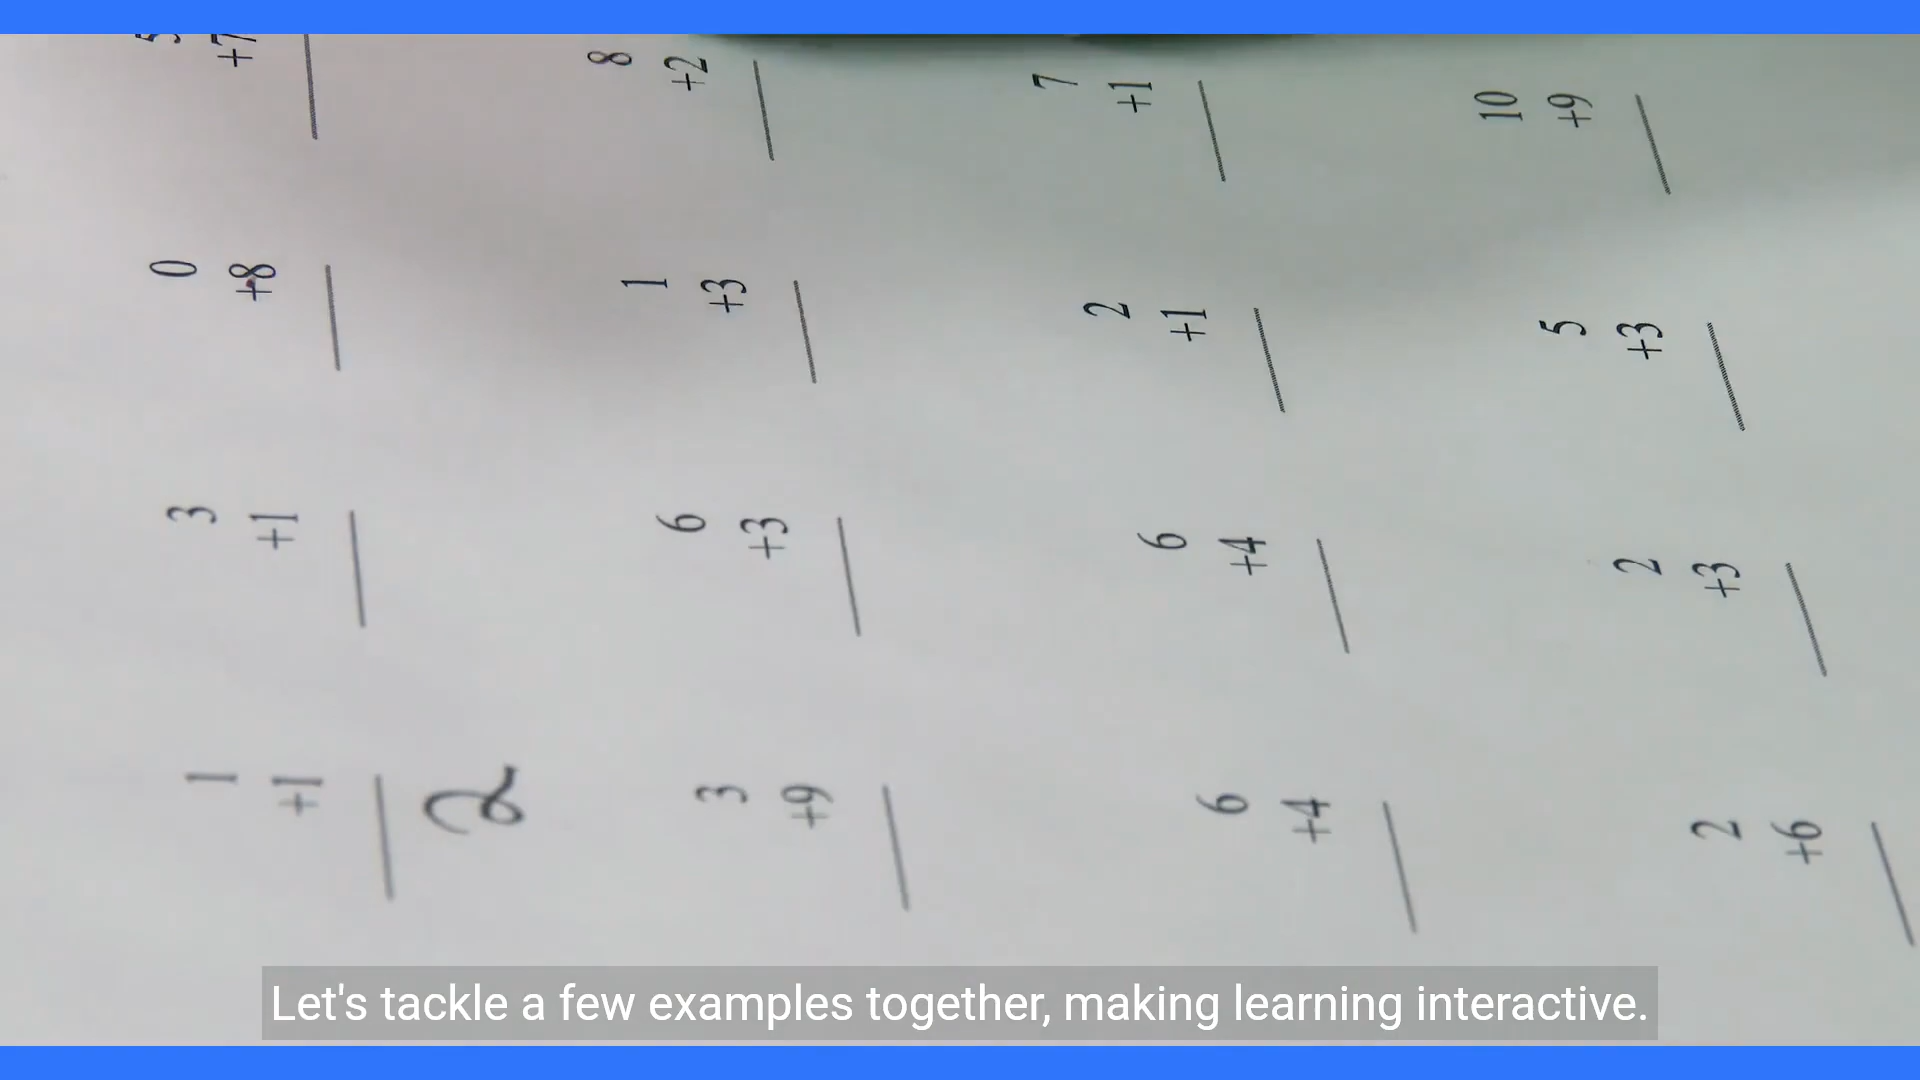 1 3 0 5
+1 +1 +8 +7
2
3 6 1 8
+9 +3 +3 +2
6 6 2 7
+4 +4 +1 +1
2 2 5 10
+6 +3 +3 +9
Let's tackle a few examples together, making learning interactive.